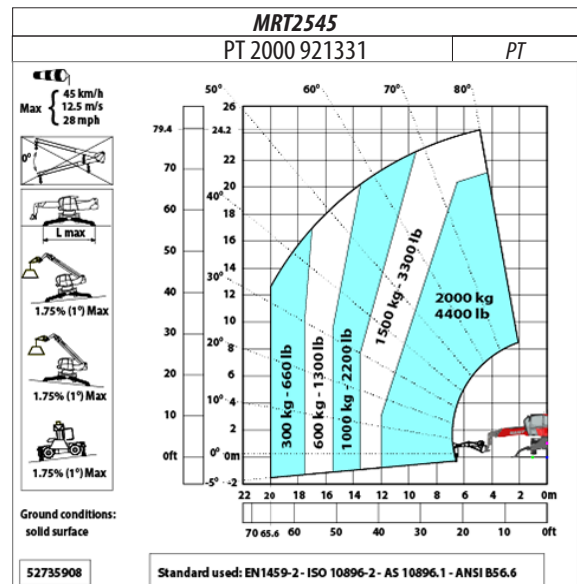 MRT2545
PT 2000 921331
PT
Max
45 km/h
12.5 m/s
28 mph
0°
L max
1.75% (1°) Max
1.75% (1°) Max
1.75% (1°) Max
Ground conditions:
solid surface
52735908
50°
60°
70°
80°
40°
30°
20°
10°
0°
-5°
79.4
70
60
50
40
30
20
10
0ft
26
24.2
22
20
18
16
14
12
10
8
6
4
2
0m
-2
300 kg - 660 lb
600 kg - 1300 lb
1000 kg - 2200 lb
1500 kg - 3300 lb
2000 kg
4400 lb
22 20 18 16 14 12 10 8 6 4 2 0m
70 65.6 60 50 40 30 20 10 0ft
Standard used: EN1459-2 - ISO 10896-2 - AS 10896.1 - ANSI B56.6